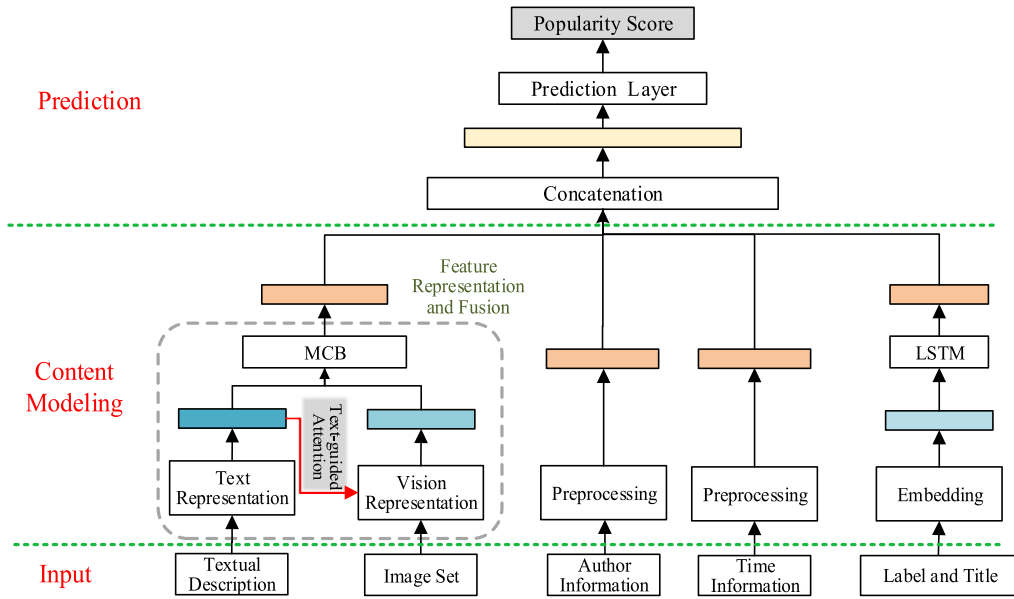 Popularity Score
Prediction Layer
Prediction
Concatenation
Feature
Representation
and Fusion
MCB
LSTM
Content
Modeling
Text-guided
Attention
Text
Representation
Vision
Representation
Preprocessing
Preprocessing
Embedding
Input
Textual
Description
Image Set
Author
Information
Time
Information
Label and Title